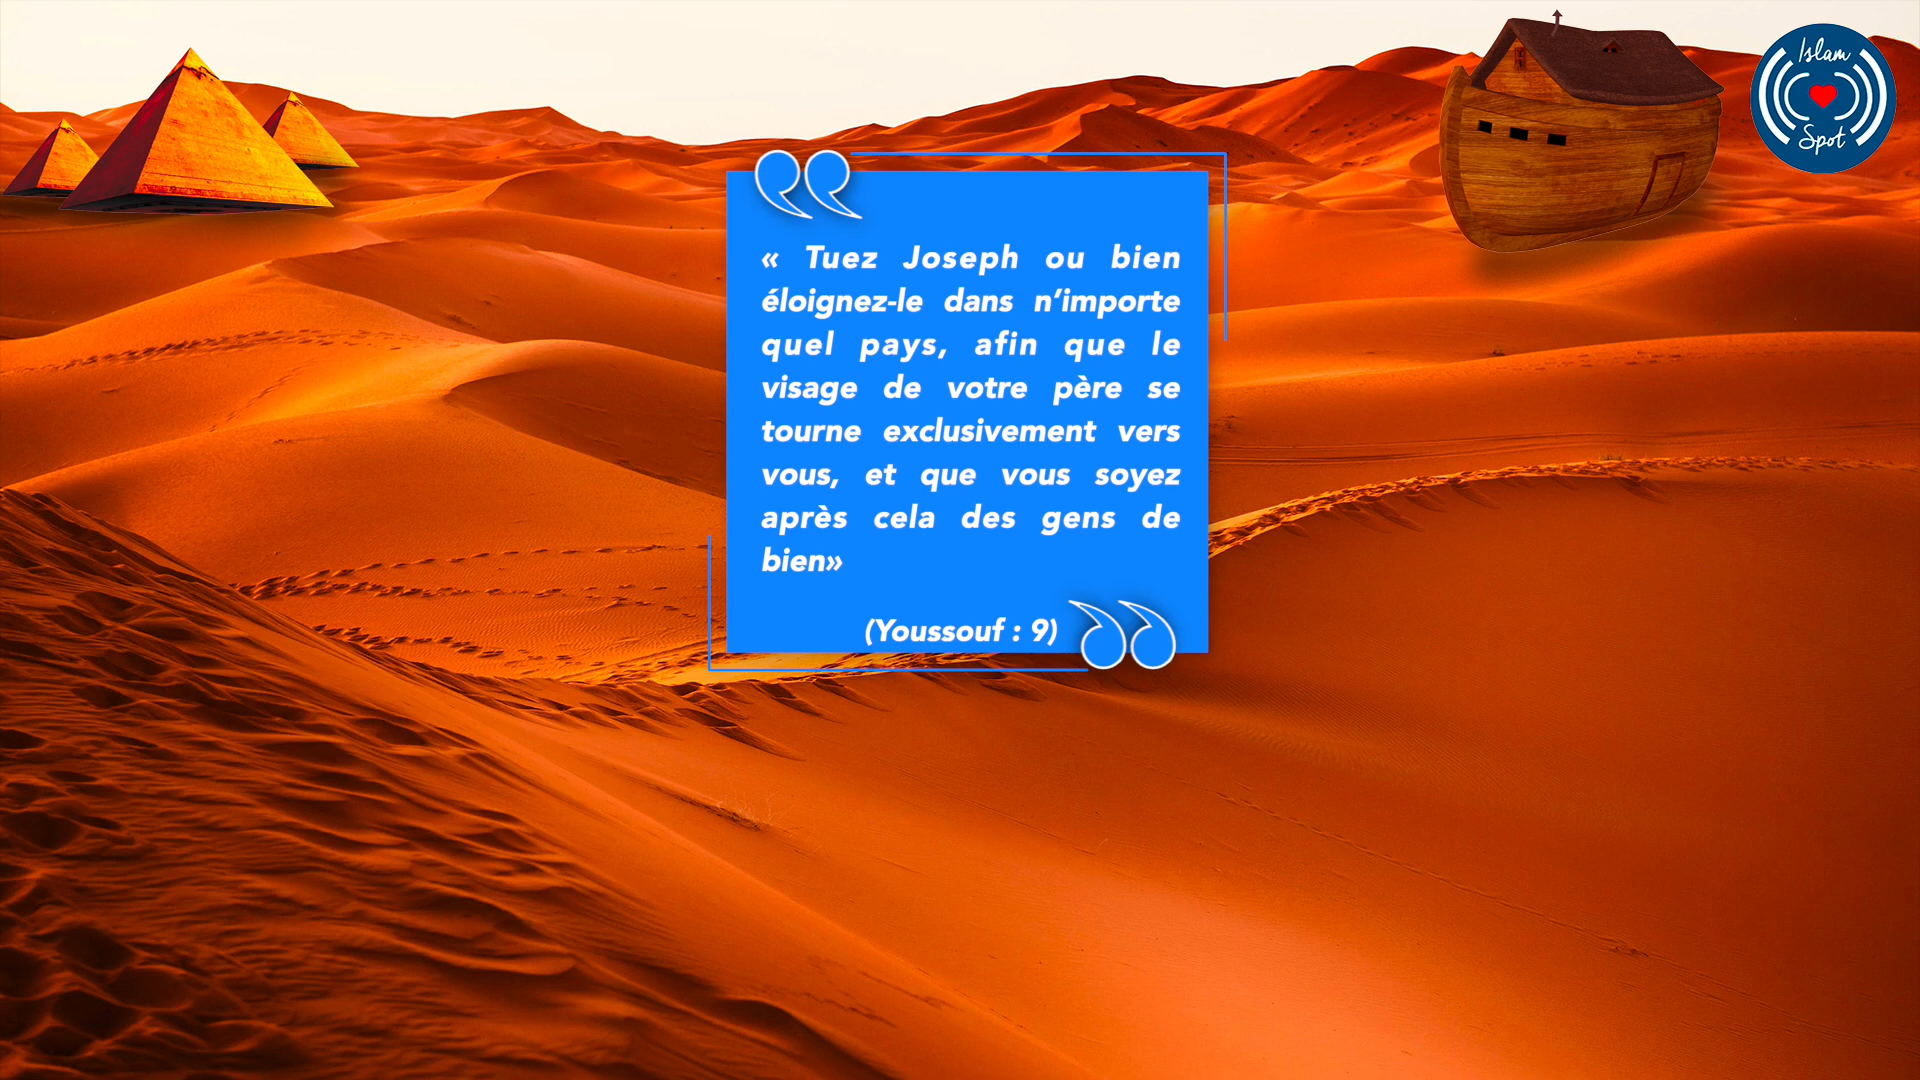 Islam
Spot
« Tuez Joseph ou bien
éloignez-le dans n’importe
quel pays, afin que le
visage de votre père se
tourne exclusivement vers
vous, et que vous soyez
après cela des gens de
bien»
(Youssouf : 9)